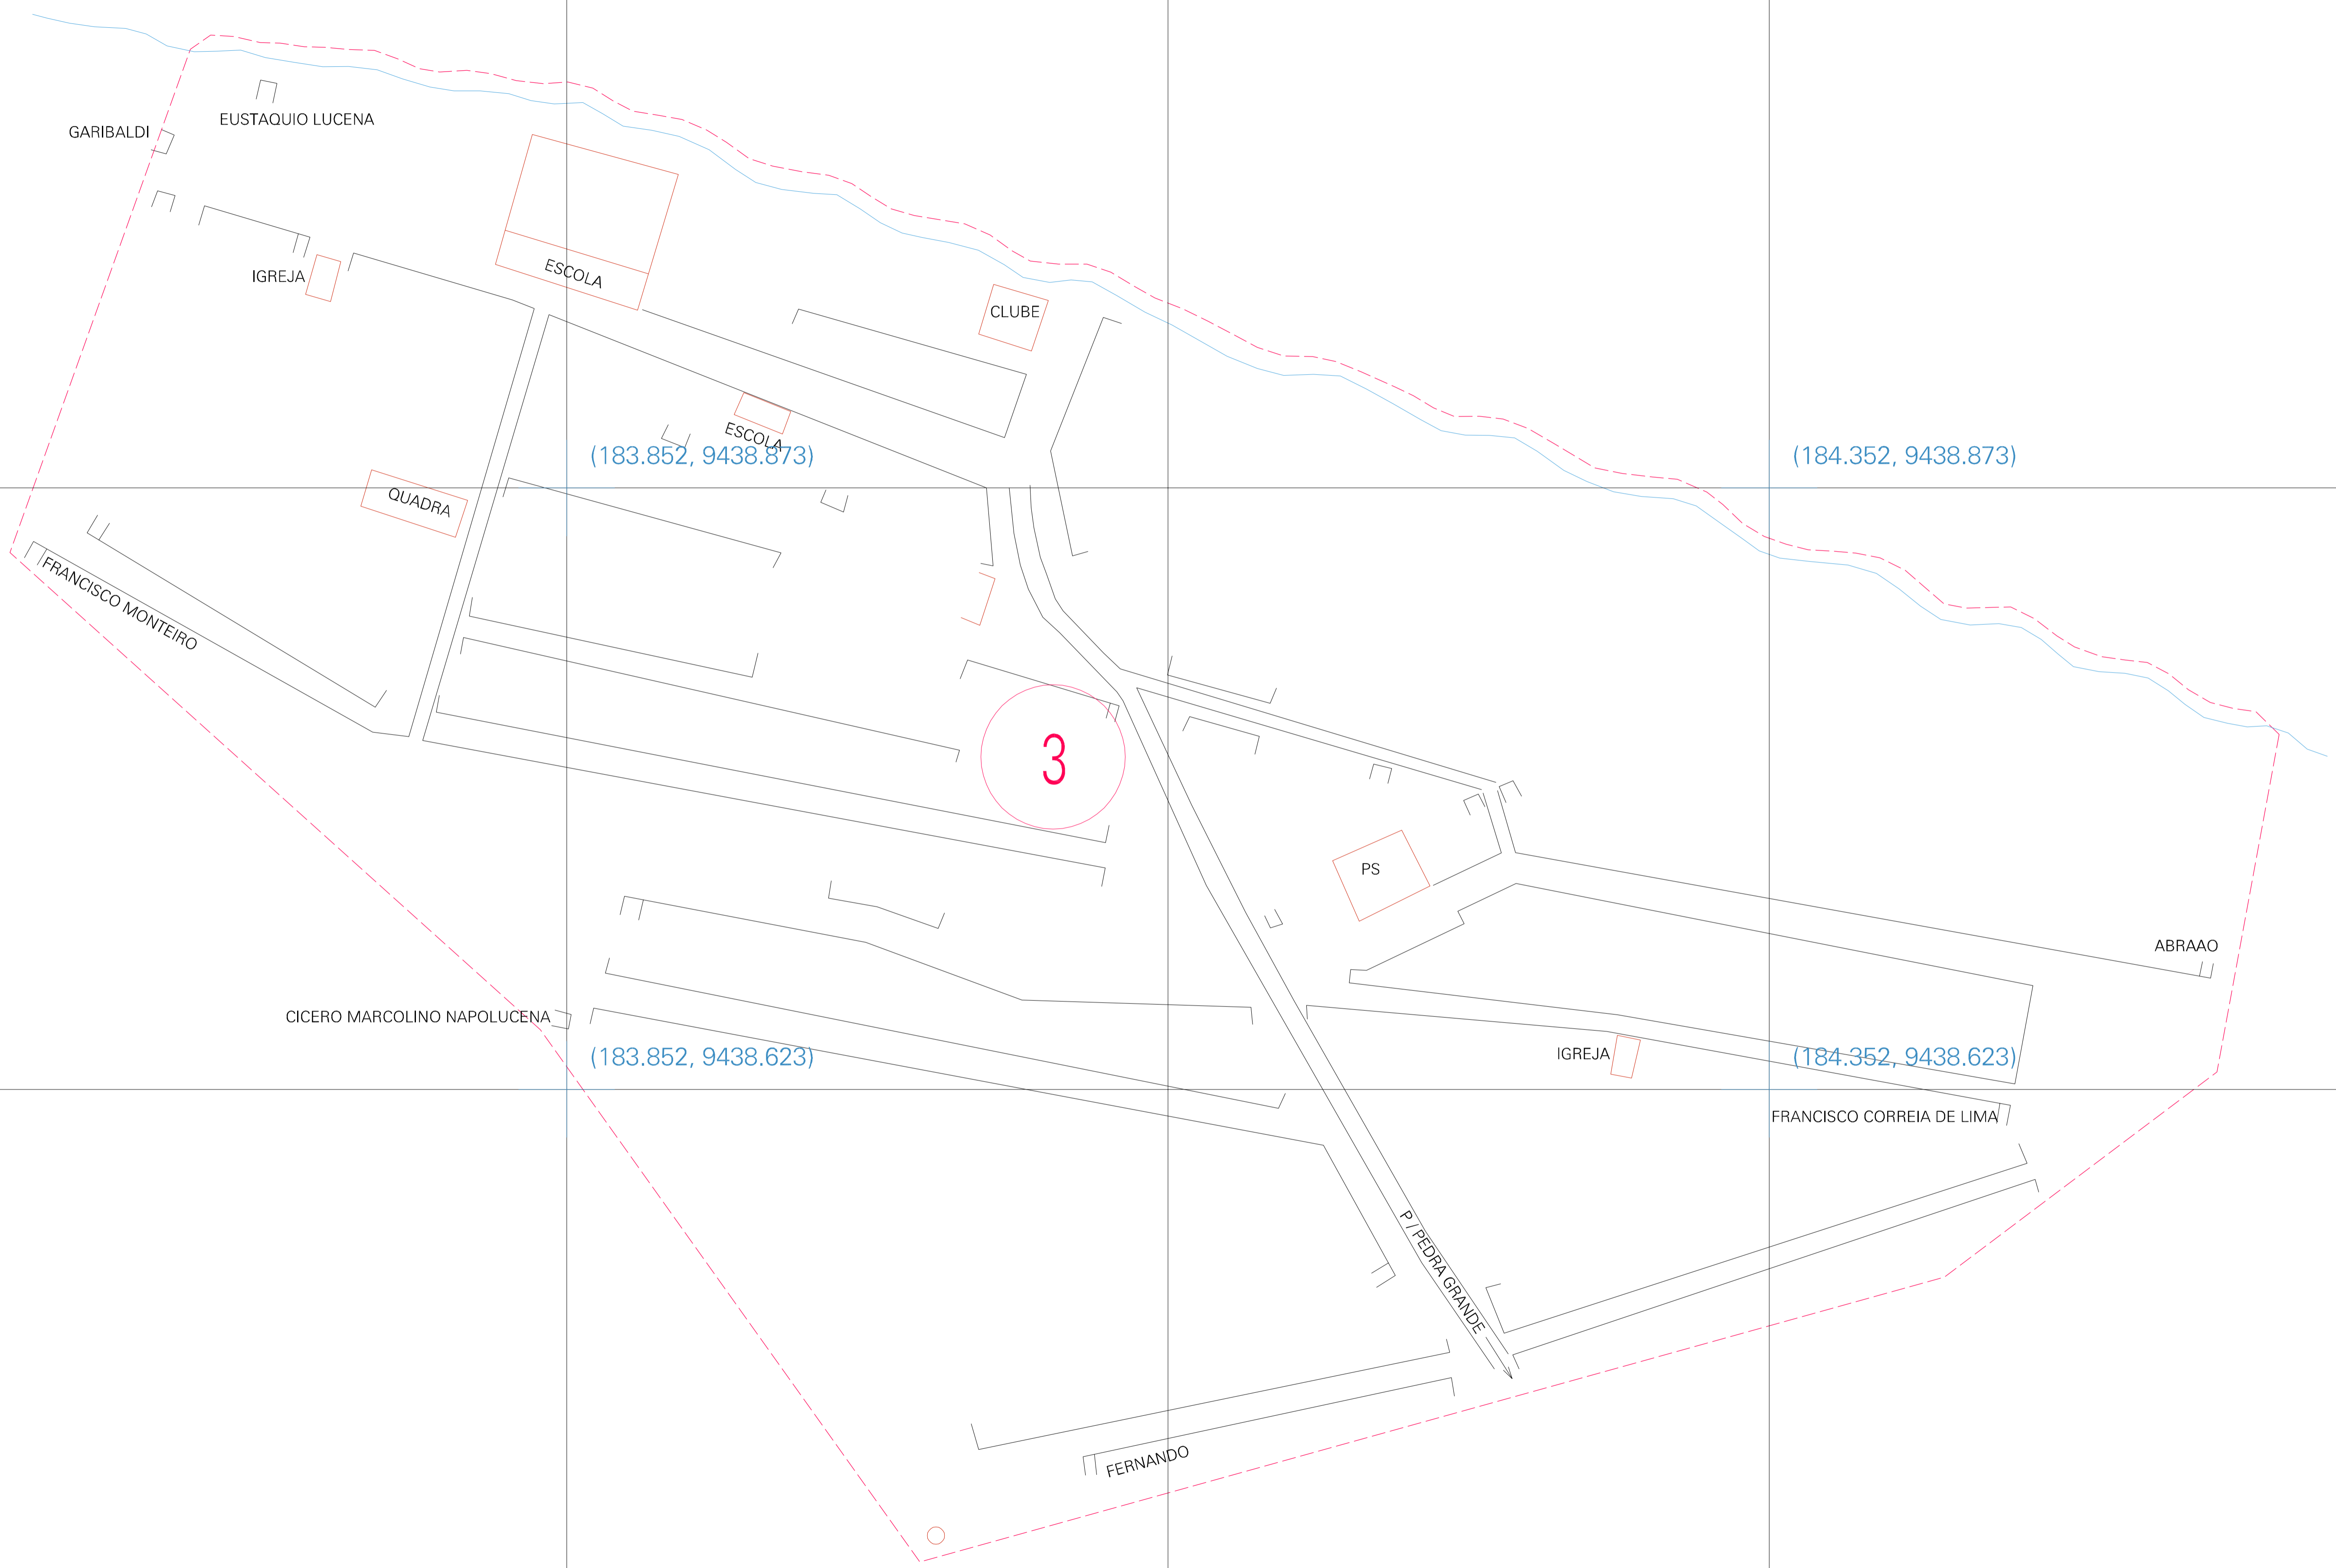 EUSTAQUIO LUCENA
GARIBALDI
IGREJA
ESCOLA
CLUBE
ESCOLA
(183.852, 9438.873)
(184.352, 9438.873)
QUADRA
FRANCISCO MONTEIRO
3
PS
ABRAAO
CICERO MARCOLINO NAPOLUCENA
(183.852, 9438.623)
IGREJA
(184.352, 9438.623)
FRANCISCO CORREIA DE LIMA
P / PEDRA GRANDE
FERNANDO